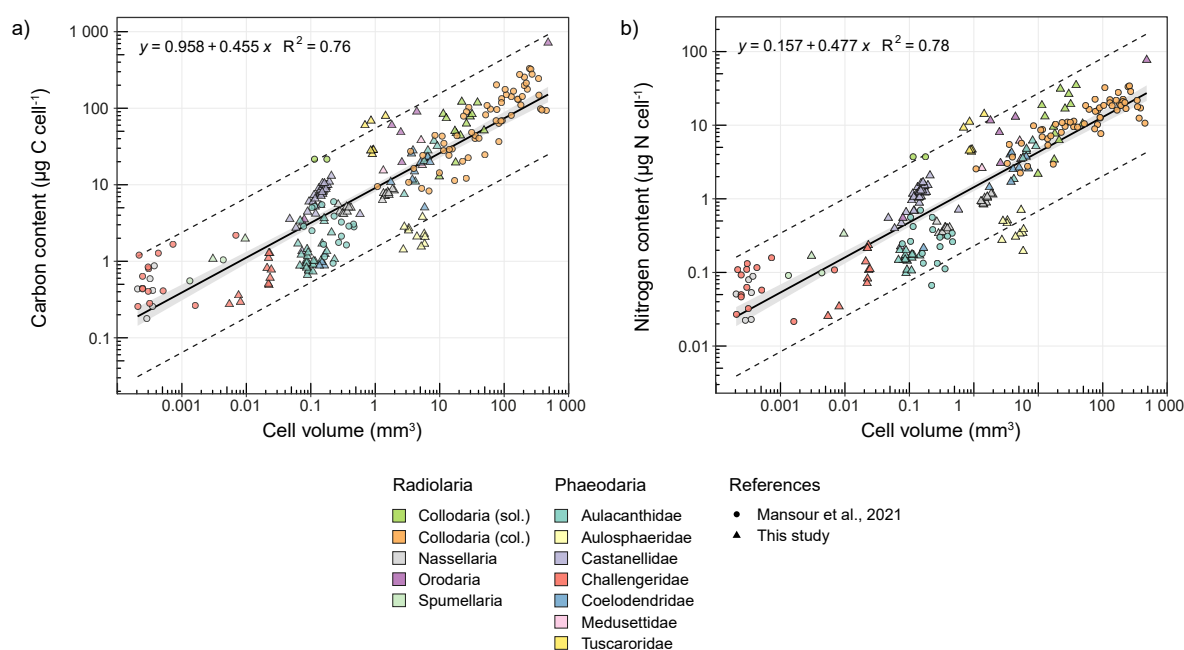 a)
y = 0.958 + 0.455 x R² = 0.76
Carbon content (µg C cell⁻¹)
1 000
100
10
1
0.1
0.001 0.01 0.1 1 10 100 1 000
Cell volume (mm³)
b)
y = 0.157 + 0.477 x R² = 0.78
Nitrogen content (µg N cell⁻¹)
100
10
1
0.1
0.01
0.001 0.01 0.1 1 10 100 1 000
Cell volume (mm³)
Radiolaria
Collodaria (sol.)
Collodaria (col.)
Nassellaria
Orodaria
Spumellaria
Phaeodaria
Aulacanthidae
Aulosphaeridae
Castanellidae
Challengeridae
Coelodendridae
Medusettidae
Tuscaroridae
References
Mansour et al., 2021
This study